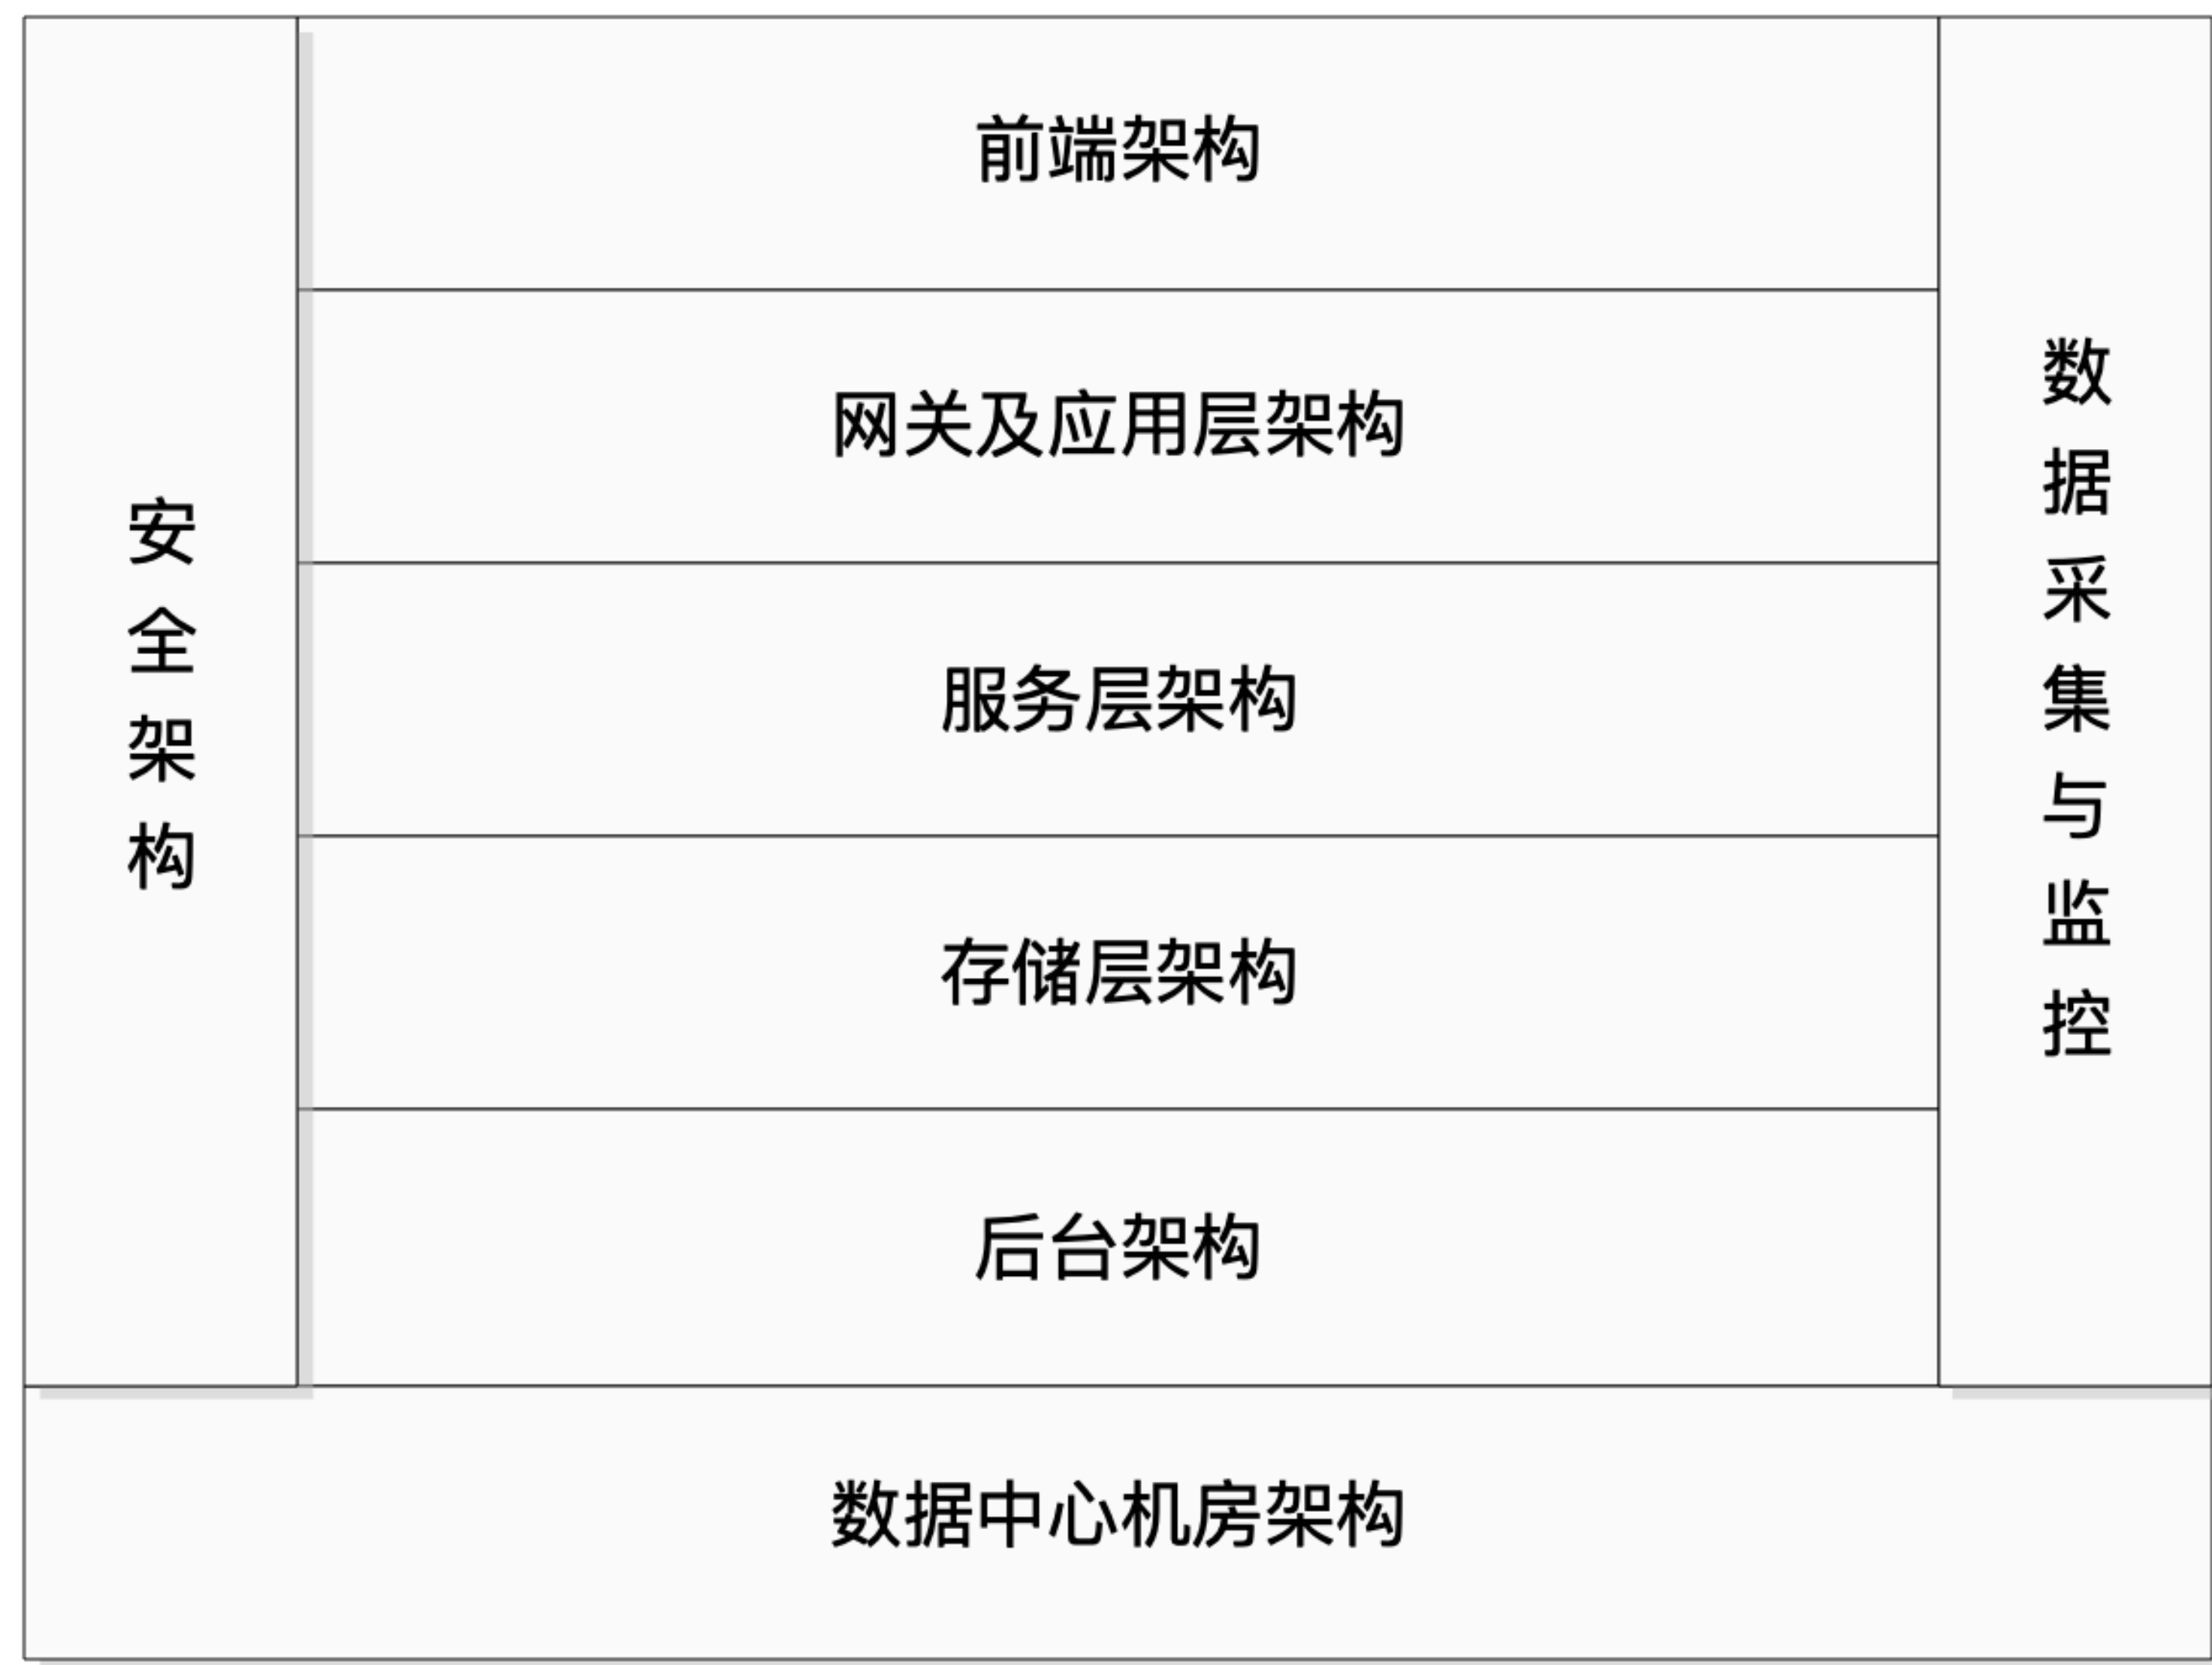 安全架构
前端架构
网关及应用层架构
服务层架构
存储层架构
后台架构
数据采集与监控
数据中心机房架构